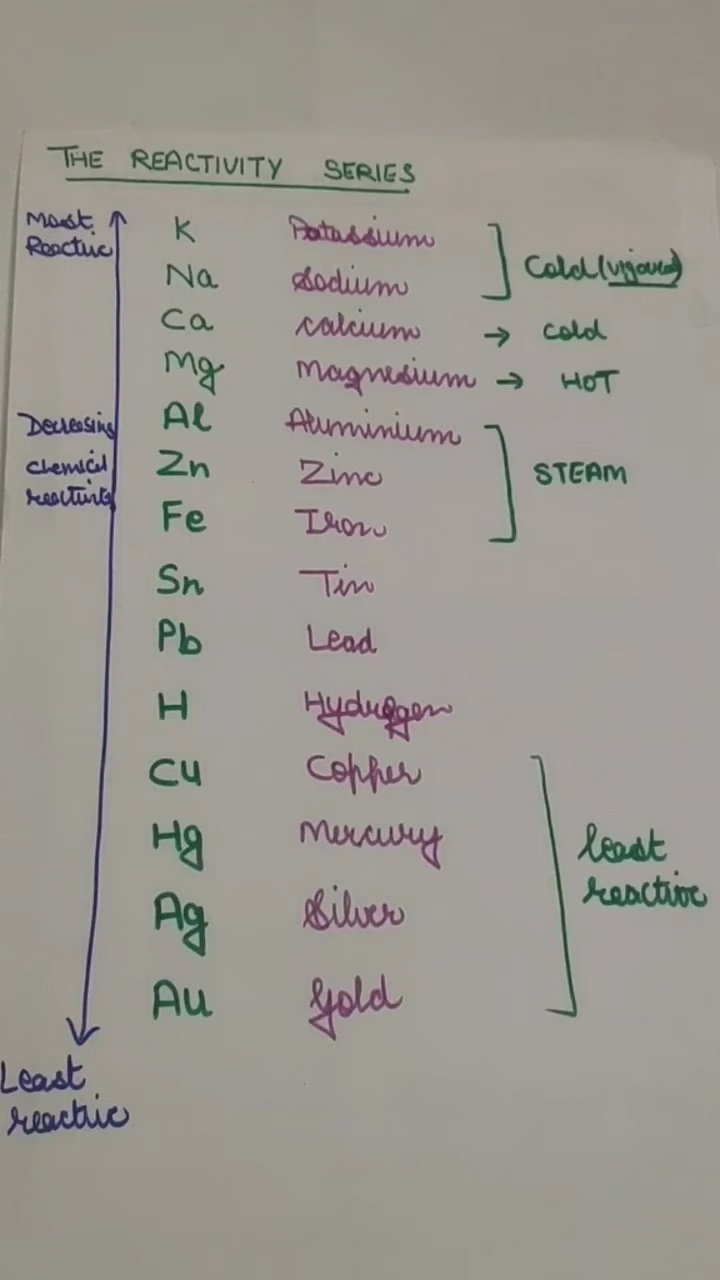 THE REACTIVITY SERIES
Most
Reactive
K Potassium
Na Sodium
Cold (vigorous)
Ca Calcium → Cold
Mg Magnesium → HOT
Decreasing
chemical
reactivity
Al Aluminium
Zn Zinc
Fe Iron
STEAM
Sn Tin
Pb Lead
H Hydrogen
Cu Copper
Hg Mercury
Ag Silver
Au Gold
least
reactive
Least
reactive